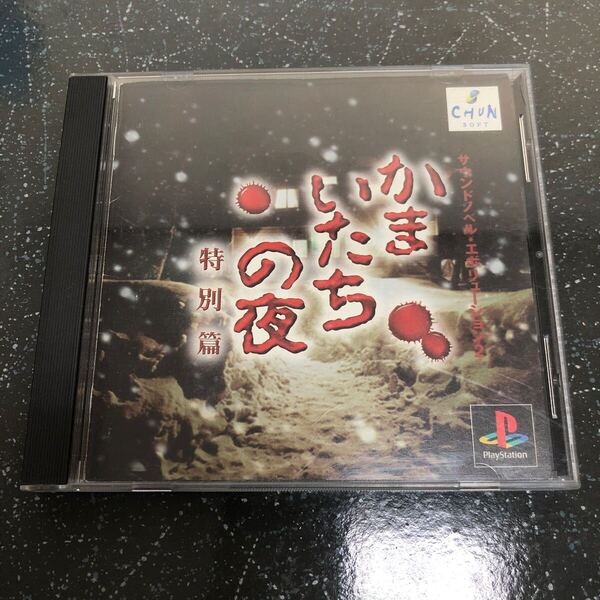 CHUN
SOFT
サウンドノベル・エボリューション2
かま
いたち
の夜
特別篇
PlayStation